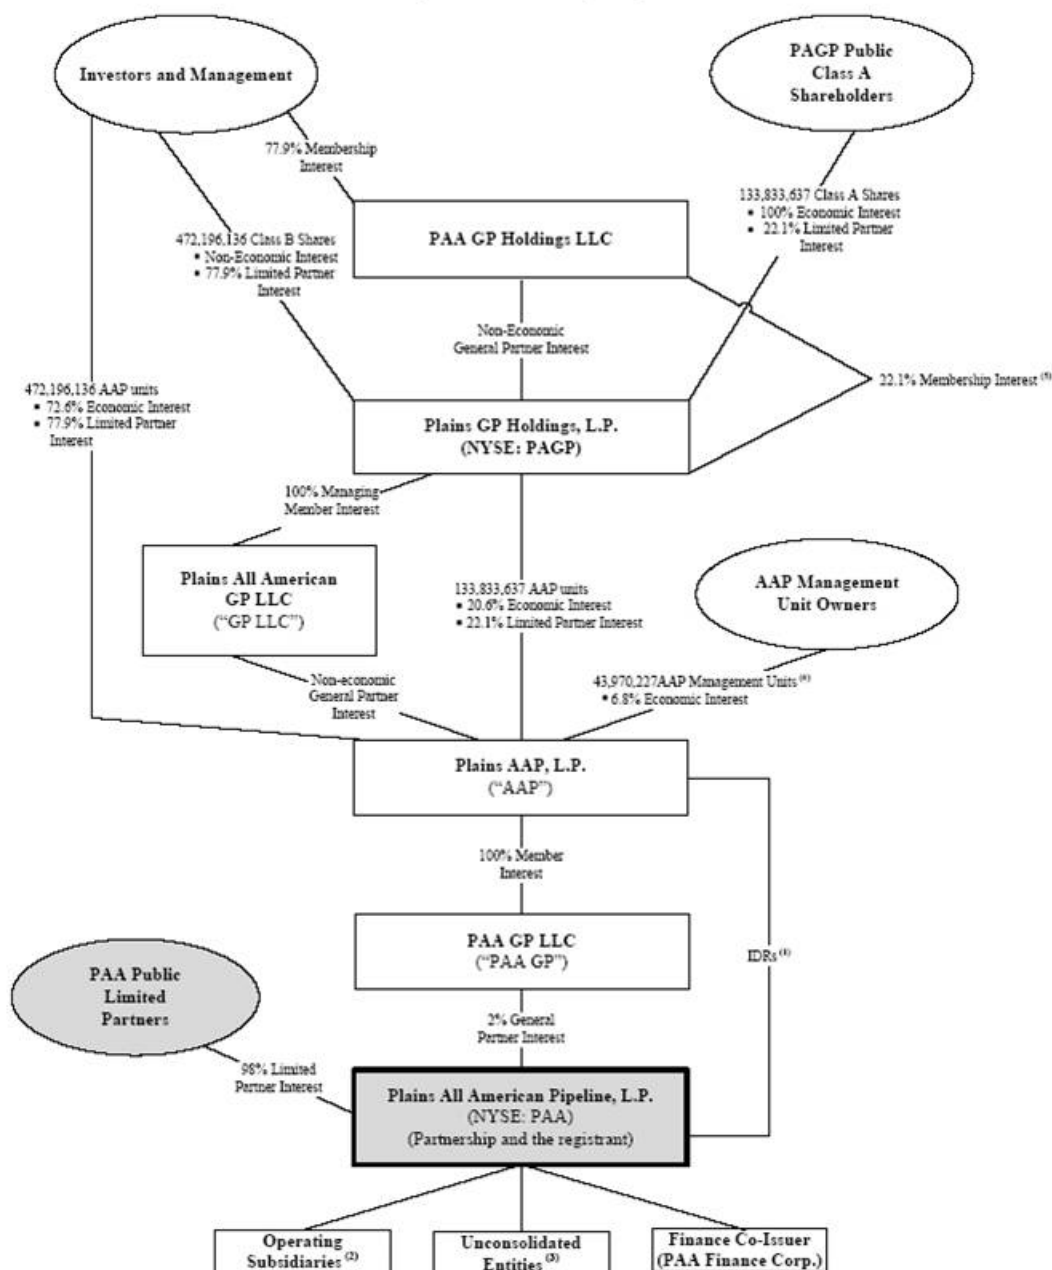 Investors and Management
PAGP Public
Class A
Shareholders
77.9% Membership
Interest
133,833,637 Class A Shares
• 100% Economic Interest
• 22.1% Limited Partner
Interest
472,196,136 Class B Shares
• Non-Economic Interest
• 77.9% Limited Partner
Interest
PAA GP Holdings LLC
Non-Economic
General Partner Interest
22.1% Membership Interest (5)
472,196,136 AAP units
• 72.6% Economic Interest
• 77.9% Limited Partner
Interest
Plains GP Holdings, L.P.
(NYSE: PAGP)
100% Managing
Member Interest
Plains All American
GP LLC
(“GP LLC”)
133,833,637 AAP units
• 20.6% Economic Interest
• 22.1% Limited Partner Interest
AAP Management
Unit Owners
Non-economic
General Partner
Interest
43,970,227AAP Management Units (4)
• 6.8% Economic Interest
Plains AAP, L.P.
(“AAP”)
100% Member
Interest
PAA GP LLC
(“PAA GP”)
IDRs (1)
PAA Public
Limited
Partners
2% General
Partner Interest
98% Limited
Partner Interest
Plains All American Pipeline, L.P.
(NYSE: PAA)
(Partnership and the registrant)
Operating
Subsidiaries (2)
Unconsolidated
Entities (3)
Finance Co-Issuer
(PAA Finance Corp.)